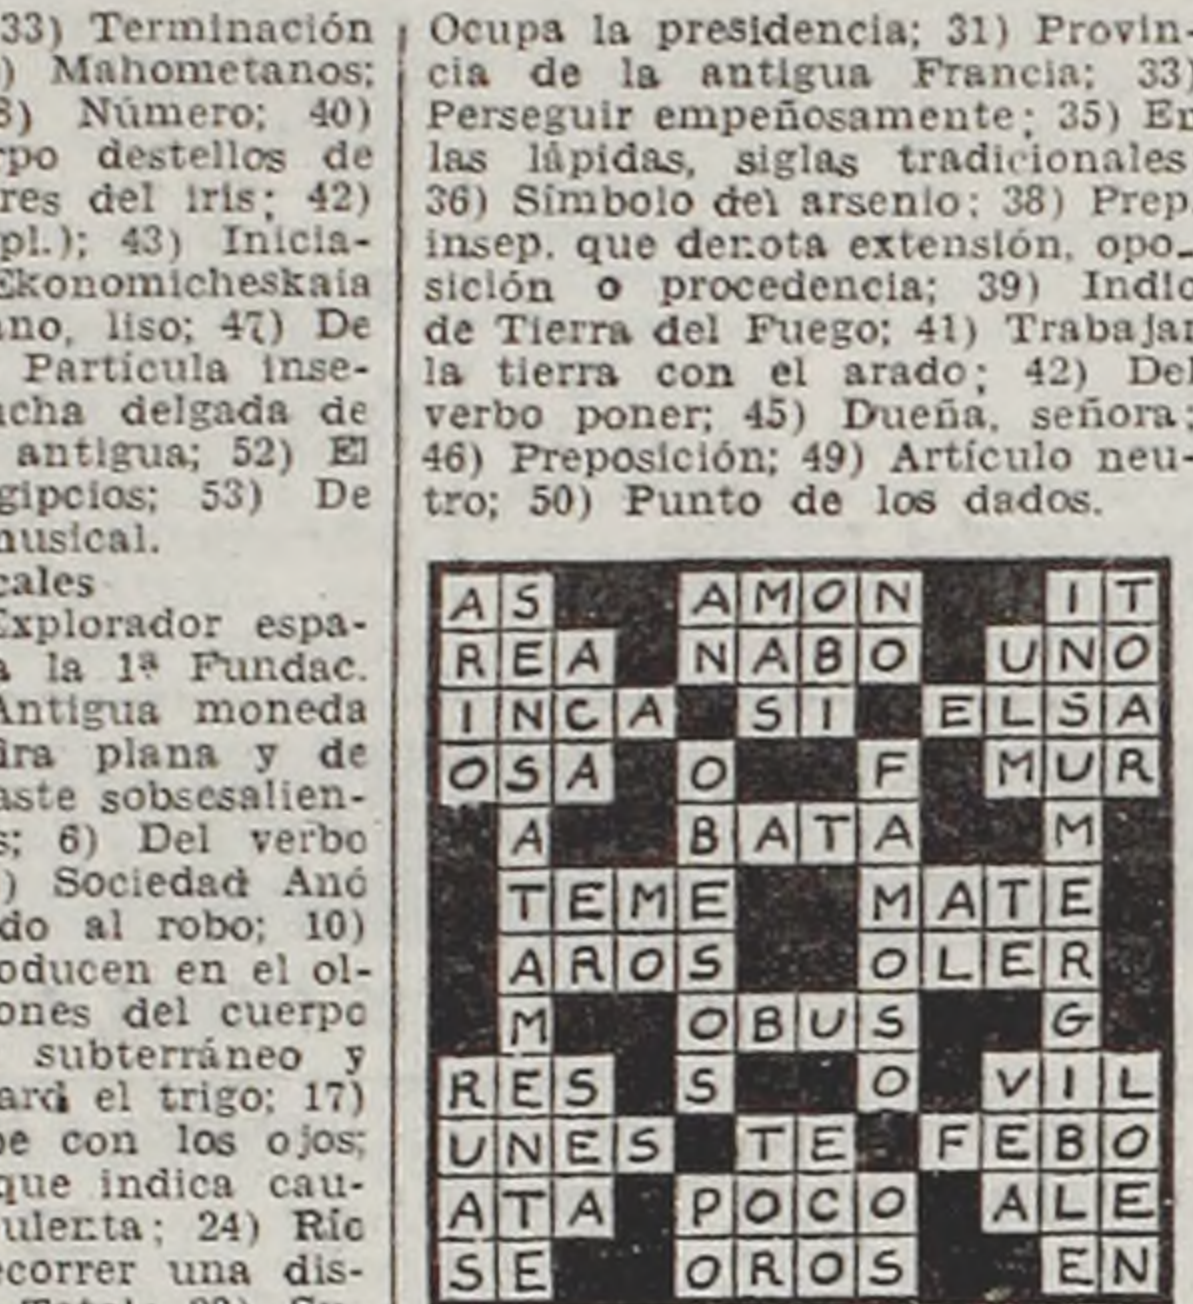 33) Terminación
) Mahometanos;
8) Número; 40)
rpo destellos de
res del iris; 42)
pl.); 43) Inicia-
Ekonomicheskaia
ano, liso; 47) De
Partícula inse-
ncha delgada de
antigua; 52) El
gipcios; 53) De
nusical.
cales
Explorador espa-
a la 1ª Fundac.
Antigua moneda
ira plana y de
aste sobsesalien-
s; 6) Del verbo
) Sociedad Anó
do al robo; 10)
oducen en el ol-
ones del cuerpo
subterráneo y
ard el trigo; 17)
be con los ojos;
que indica cau-
ulenta; 24) Río
ecorrer una dis-
Ocupa la presidencia; 31) Provin-
cia de la antigua Francia; 33)
Perseguir empeñosamente; 35) En
las lápidas, siglas tradicionales
36) Símbolo del arsenio; 38) Prep.
insep. que denota extensión, opo-
sición o procedencia; 39) Indio
de Tierra del Fuego; 41) Trabajar
la tierra con el arado; 42) Del
verbo poner; 45) Dueña, señora;
46) Preposición; 49) Artículo neu-
tro; 50) Punto de los dados.
AS AMON IT
REA NABO UNO
INCA SI ELSA
OSA O F MUR
A BATA M
TEME MATE
AROS OLER
M OBUS G
RES S O VIL
UNES TE FEBO
ATA POCO ALE
SE OROS EN